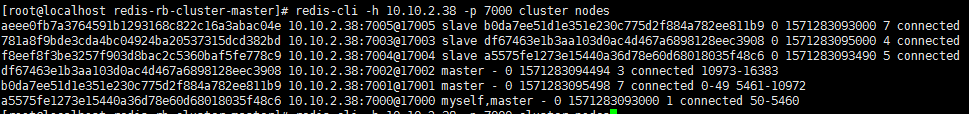 [root@localhost redis-rb-cluster-master]# redis-cli -h 10.10.2.38 -p 7000 cluster nodes
aeee0fb7a3764591b1293168c822c16a3abac04e 10.10.2.38:7005@17005 slave b0da7ee51d1e351e230c775d2f884a782ee811b9 0 1571283093000 7 connected
781a8f9bde3cda4bc04924ba20537315dcd382bd 10.10.2.38:7003@17003 slave df67463e1b3aa103d0ac4d467a6898128eec3908 0 1571283095000 4 connected
f8eef8f3be3257f903d8bac2c5360baf5fe778c9 10.10.2.38:7004@17004 slave a5575fe1273e15440a36d78e60d68018035f48c6 0 1571283093490 5 connected
df67463e1b3aa103d0ac4d467a6898128eec3908 10.10.2.38:7002@17002 master - 0 1571283094494 3 connected 10973-16383
b0da7ee51d1e351e230c775d2f884a782ee811b9 10.10.2.38:7001@17001 master - 0 1571283095498 7 connected 0-49 5461-10972
a5575fe1273e15440a36d78e60d68018035f48c6 10.10.2.38:7000@17000 myself,master - 0 1571283093000 1 connected 50-5460
[root@localhost redis-rb-cluster-master]# redis-cli -h 10.10.2.38 -p 7000 cluster nodes